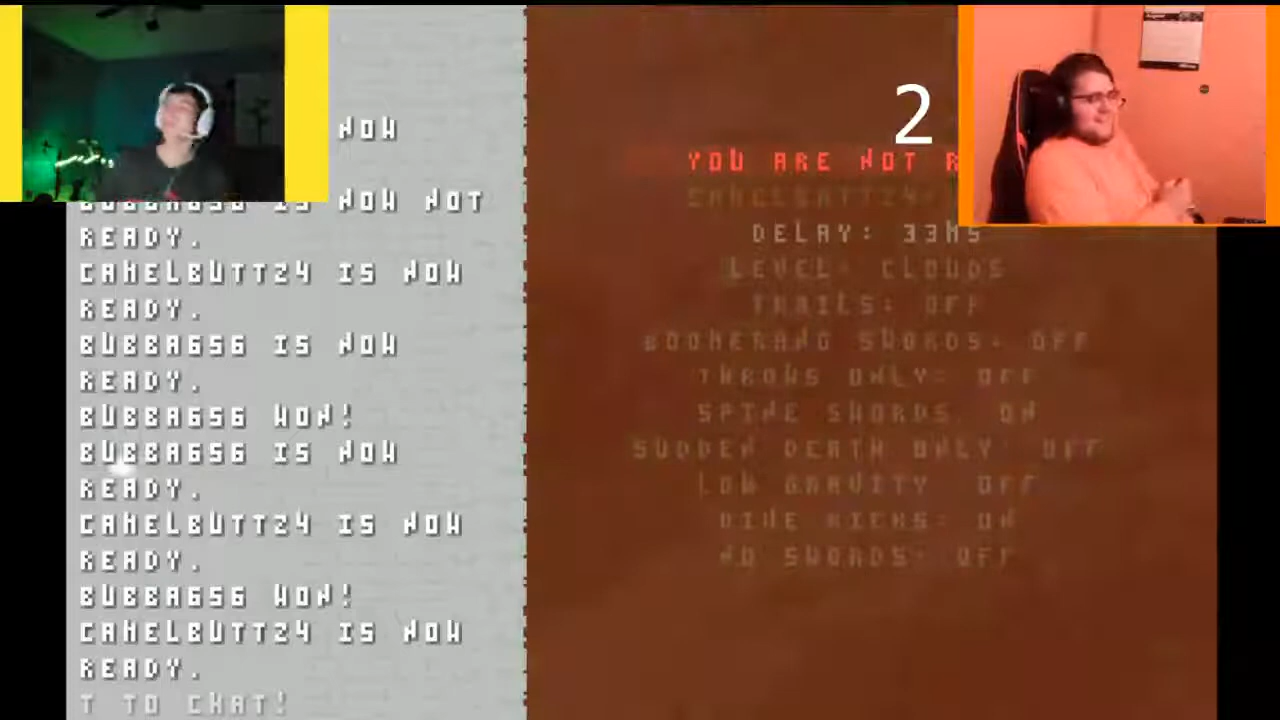 NOW
BUBBA656 IS NOW NOT
READY.
CAMELBUTT24 IS NOW
READY.
BUBBA656 IS NOW
READY.
BUBBA656 WON!
BUBBA656 IS NOW
READY.
CAMELBUTT24 IS NOW
READY.
BUBBA656 WON!
CAMELBUTT24 IS NOW
READY.
T TO CHAT!
2
YOU ARE NOT R
CAMELBUTT24:
DELAY: 33MS
LEVEL: CLOUDS
TRAILS: OFF
BOOMERANG SWORDS: OFF
THROWS ONLY: OFF
SPINE SWORDS: ON
SUDDEN DEATH ONLY: OFF
LOW GRAVITY: OFF
DIVE KICKS: ON
NO SWORDS: OFF